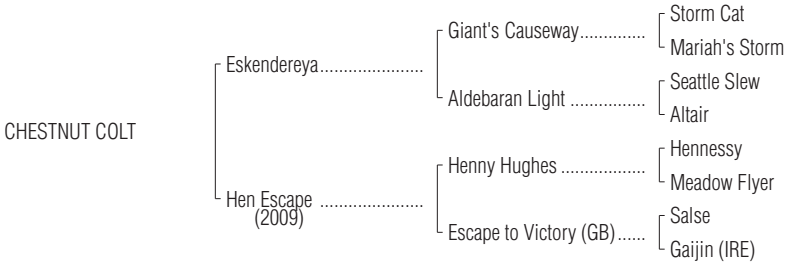 Storm Cat
Giant's Causeway..............
Mariah's Storm
Eskendereya......................
Seattle Slew
Aldebaran Light ................
Altair
CHESTNUT COLT
Hennessy
Henny Hughes ..................
Meadow Flyer
Hen Escape ......................
(2009)
Salse
Escape to Victory (GB)......
Gaijin (IRE)